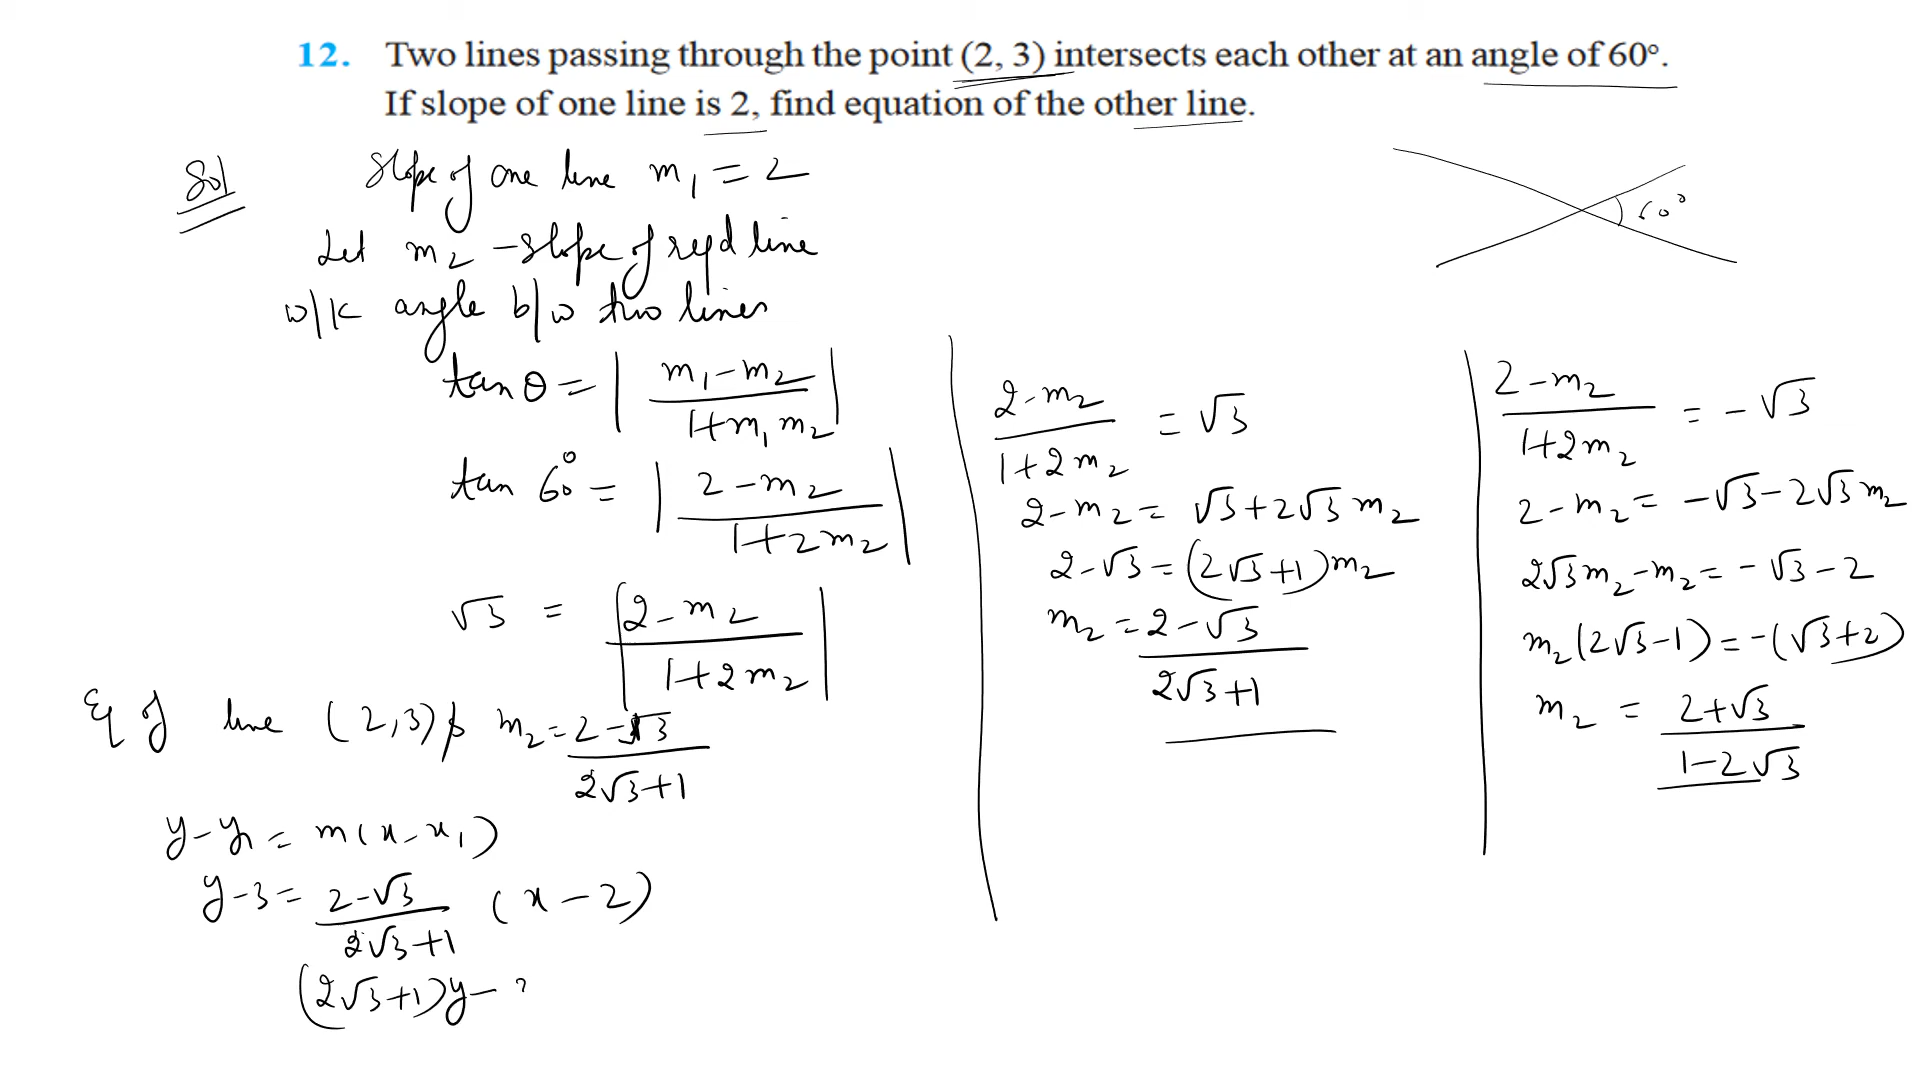 12. Two lines passing through the point (2, 3) intersects each other at an angle of 60°.
If slope of one line is 2, find equation of the other line.
Sol
Slope of one line m₁ = 2
60°
Let m₂ - slope of reqd line
w/k angle b/w two lines
tan θ = | (m₁ - m₂)/(1 + m₁ m₂) |
tan 60° = | (2 - m₂)/(1 + 2m₂) |
√3 = | (2 - m₂)/(1 + 2m₂) |
Eq of line (2,3) & m₂ = (2 - √3)/(2√3 + 1)
y - y₁ = m(x - x₁)
y - 3 = (2 - √3)/(2√3 + 1) (x - 2)
(2√3 + 1)y -
(2 - m₂)/(1 + 2m₂) = √3
2 - m₂ = √3 + 2√3 m₂
2 - √3 = (2√3 + 1)m₂
m₂ = (2 - √3)/(2√3 + 1)
(2 - m₂)/(1 + 2m₂) = - √3
2 - m₂ = -√3 - 2√3 m₂
2√3 m₂ - m₂ = - √3 - 2
m₂(2√3 - 1) = -(√3 + 2)
m₂ = (2 + √3)/(1 - 2√3)